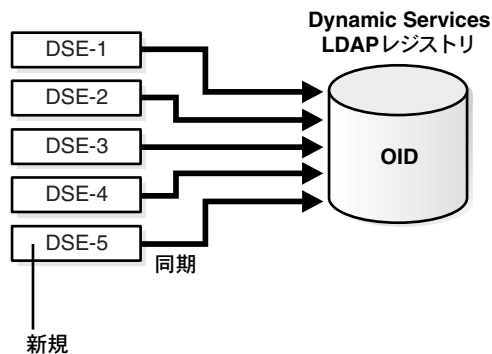 Dynamic Services
LDAPレジストリ
DSE-1
DSE-2
DSE-3
DSE-4
DSE-5
OID
同期
新規